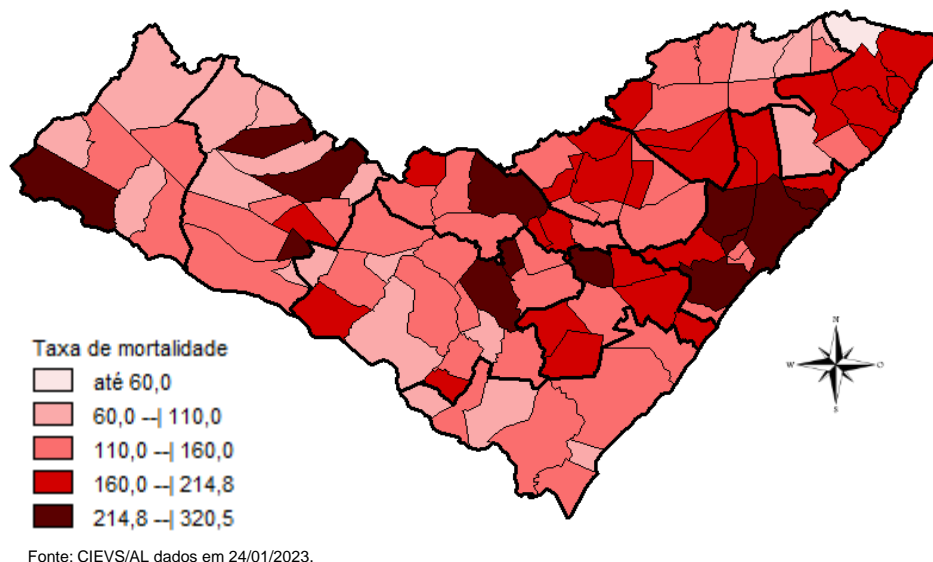 N
W
O
S
Taxa de mortalidade
até 60,0
60,0 --| 110,0
110,0 --| 160,0
160,0 --| 214,8
214,8 --| 320,5
Fonte: CIEVS/AL dados em 24/01/2023.